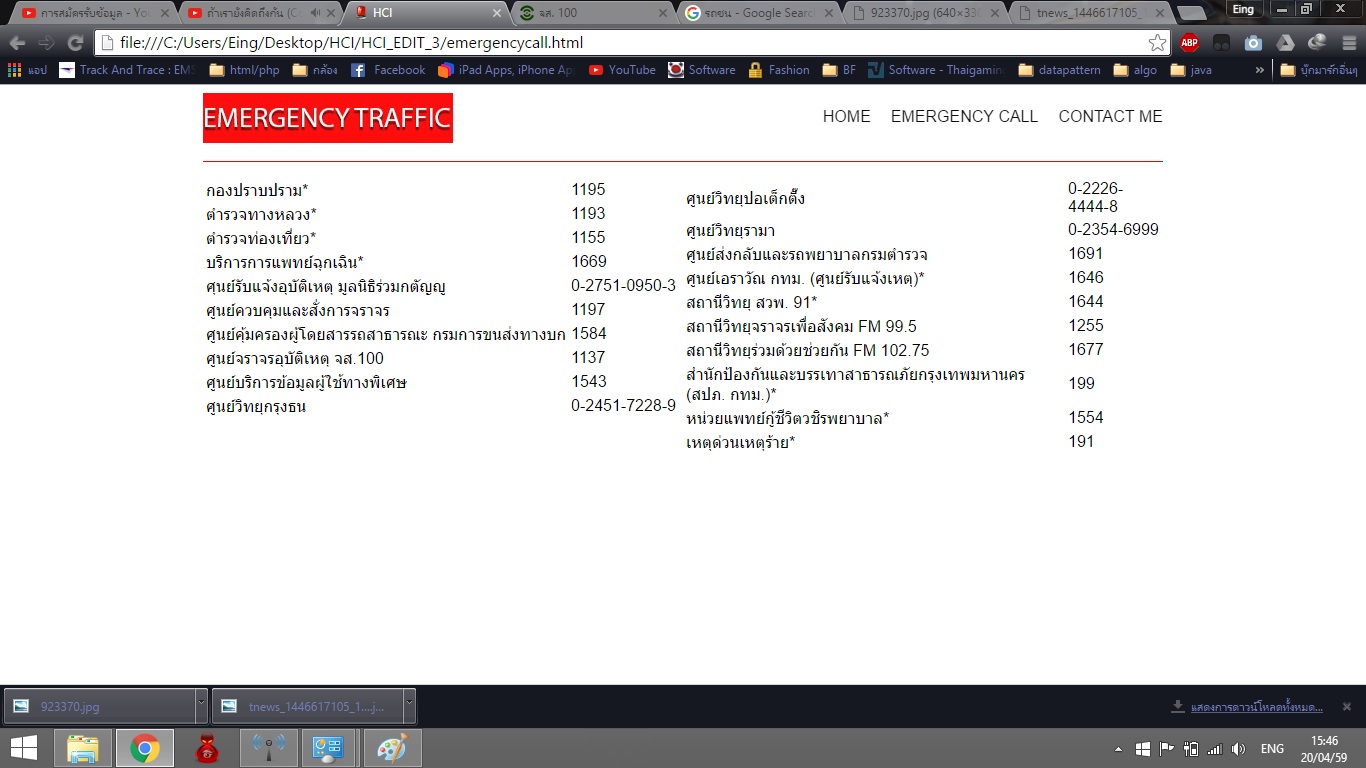 การสมัครรับข้อมูล - You
ถ้าเรายังคิดถึงกัน (Co
HCI
จส. 100
รถชน - Google Search
923370.jpg (640×330
tnews_1446617105_
Eing
file:///C:/Users/Eing/Desktop/HCI/HCI_EDIT_3/emergencycall.html
ABP
แอป
Track And Trace : EMS
html/php
กล้อง
Facebook
iPad Apps, iPhone Ap
YouTube
Software
Fashion
BF
Software - Thaigamin
datapattern
algo
java
»
บุ๊กมาร์กอื่นๆ
EMERGENCY TRAFFIC
HOME EMERGENCY CALL CONTACT ME
กองปราบปราม* 1195
ตำรวจทางหลวง* 1193
ตำรวจท่องเที่ยว* 1155
บริการการแพทย์ฉุกเฉิน* 1669
ศูนย์รับแจ้งอุบัติเหตุ มูลนิธิร่วมกตัญญู 0-2751-0950-3
ศูนย์ควบคุมและสั่งการจราจร 1197
ศูนย์คุ้มครองผู้โดยสารรถสาธารณะ กรมการขนส่งทางบก 1584
ศูนย์จราจรอุบัติเหตุ จส.100 1137
ศูนย์บริการข้อมูลผู้ใช้ทางพิเศษ 1543
ศูนย์วิทยุกรุงธน 0-2451-7228-9
ศูนย์วิทยุปอเต็กตึ๊ง 0-2226-
4444-8
ศูนย์วิทยุรามา 0-2354-6999
ศูนย์ส่งกลับและรถพยาบาลกรมตำรวจ 1691
ศูนย์เอราวัณ กทม. (ศูนย์รับแจ้งเหตุ)* 1646
สถานีวิทยุ สวพ. 91* 1644
สถานีวิทยุจราจรเพื่อสังคม FM 99.5 1255
สถานีวิทยุร่วมด้วยช่วยกัน FM 102.75 1677
สำนักป้องกันและบรรเทาสาธารณภัยกรุงเทพมหานคร
(สปภ. กทม.)* 199
หน่วยแพทย์กู้ชีวิตวชิรพยาบาล* 1554
เหตุด่วนเหตุร้าย* 191
923370.jpg
tnews_1446617105_1....j...
แสดงการดาวน์โหลดทั้งหมด...
ENG
15:46
20/04/59